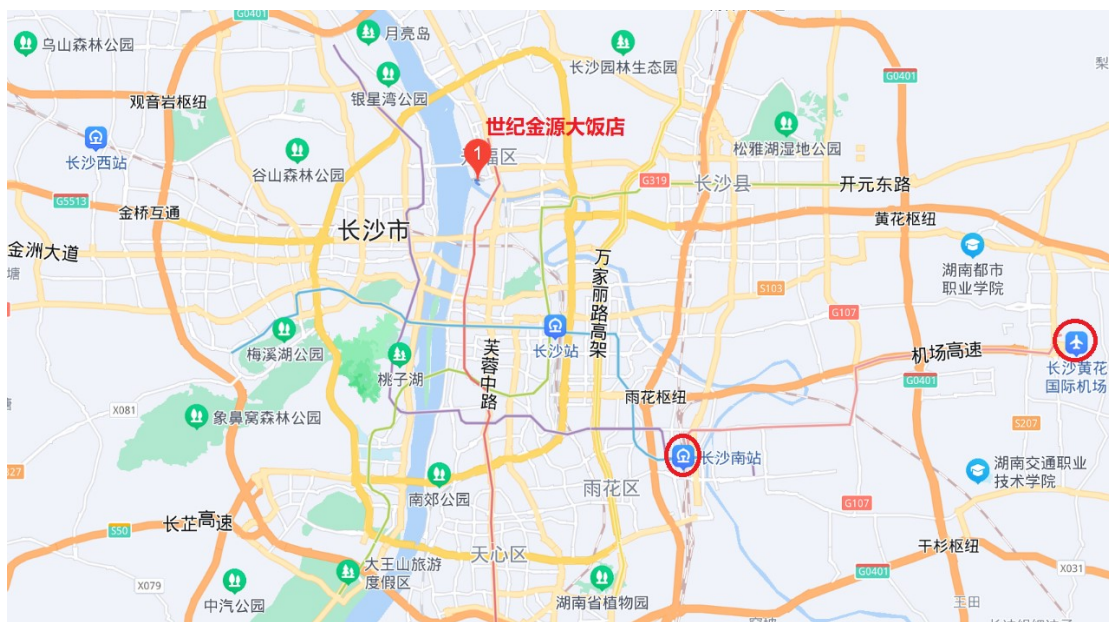 G0401
乌山森林公园
月亮岛
长沙园林生态园
梨
银星湾公园
G0401
观音岩枢纽
世纪金源大饭店
1
开福区
松雅湖湿地公园
长沙西站
谷山森林公园
G319
长沙县
开元东路
G5513
金桥互通
长沙市
黄花枢纽
金洲大道
塘
万家丽路高架
湖南都市
职业学院
S103
G107
长沙站
芙蓉中路
梅溪湖公园
桃子湖
机场高速
长沙黄花
国际机场
G0401
雨花枢纽
X081
象鼻窝森林公园
S207
长沙南站
湖南交通职业
技术学院
南郊公园
雨花区
G107
长芷高速
S50
天心区
干杉枢纽
大王山旅游
度假区
G0401
X031
X079
中汽公园
湖南省植物园